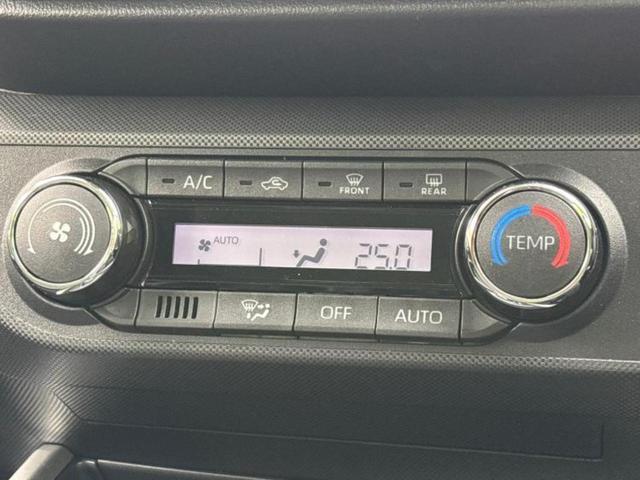 A/C FRONT REAR
AUTO
25.0
TEMP
OFF AUTO